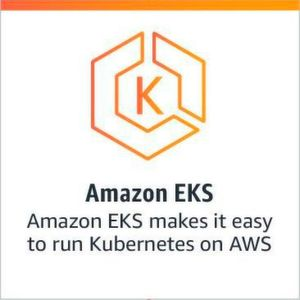 K
Amazon EKS
Amazon EKS makes it easy
to run Kubernetes on AWS